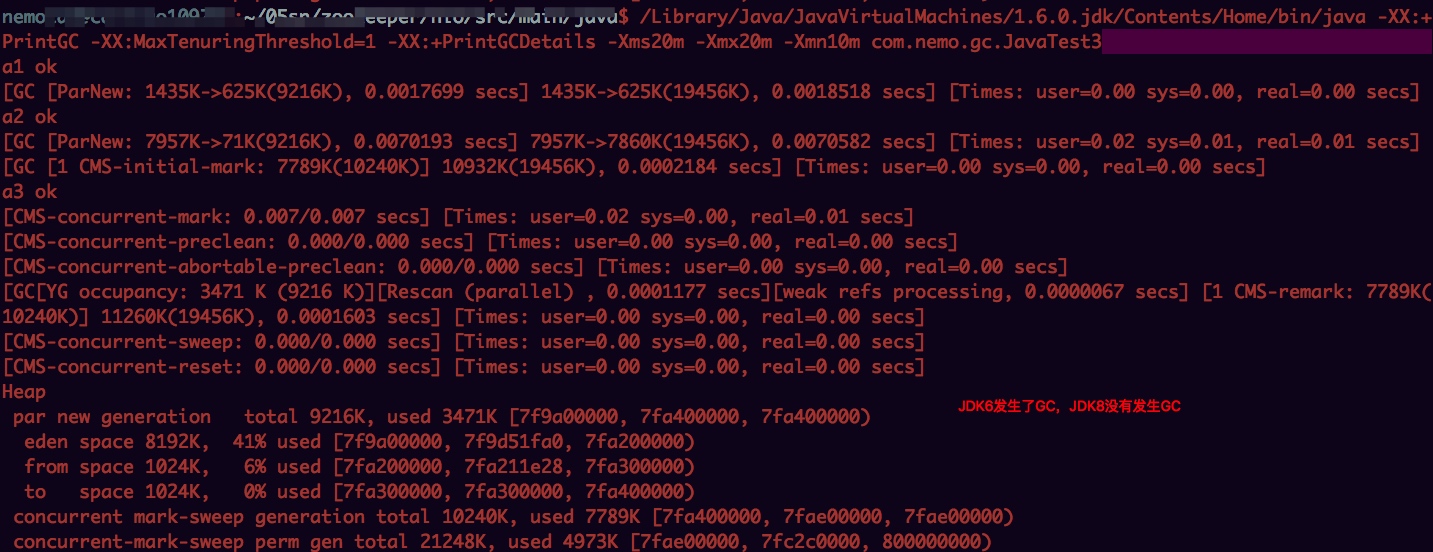 nemo :~/05sn/zoo eeper/nio/src/main/java$ /Library/Java/JavaVirtualMachines/1.6.0.jdk/Contents/Home/bin/java -XX:+
PrintGC -XX:MaxTenuringThreshold=1 -XX:+PrintGCDetails -Xms20m -Xmx20m -Xmn10m com.nemo.gc.JavaTest3
a1 ok
[GC [ParNew: 1435K->625K(9216K), 0.0017699 secs] 1435K->625K(19456K), 0.0018518 secs] [Times: user=0.00 sys=0.00, real=0.00 secs]
a2 ok
[GC [ParNew: 7957K->71K(9216K), 0.0070193 secs] 7957K->7860K(19456K), 0.0070582 secs] [Times: user=0.02 sys=0.01, real=0.01 secs]
[GC [1 CMS-initial-mark: 7789K(10240K)] 10932K(19456K), 0.0002184 secs] [Times: user=0.00 sys=0.00, real=0.00 secs]
a3 ok
[CMS-concurrent-mark: 0.007/0.007 secs] [Times: user=0.02 sys=0.00, real=0.01 secs]
[CMS-concurrent-preclean: 0.000/0.000 secs] [Times: user=0.00 sys=0.00, real=0.00 secs]
[CMS-concurrent-abortable-preclean: 0.000/0.000 secs] [Times: user=0.00 sys=0.00, real=0.00 secs]
[GC[YG occupancy: 3471 K (9216 K)][Rescan (parallel) , 0.0001177 secs][weak refs processing, 0.0000067 secs] [1 CMS-remark: 7789K(
10240K)] 11260K(19456K), 0.0001603 secs] [Times: user=0.00 sys=0.00, real=0.00 secs]
[CMS-concurrent-sweep: 0.000/0.000 secs] [Times: user=0.00 sys=0.00, real=0.00 secs]
[CMS-concurrent-reset: 0.000/0.000 secs] [Times: user=0.00 sys=0.00, real=0.00 secs]
Heap
par new generation   total 9216K, used 3471K [7f9a00000, 7fa400000, 7fa400000)
JDK6发生了GC，JDK8没有发生GC
eden space 8192K,  41% used [7f9a00000, 7f9d51fa0, 7fa200000)
from space 1024K,   6% used [7fa200000, 7fa211e28, 7fa300000)
to   space 1024K,   0% used [7fa300000, 7fa300000, 7fa400000)
concurrent mark-sweep generation total 10240K, used 7789K [7fa400000, 7fae00000, 7fae00000)
concurrent-mark-sweep perm gen total 21248K, used 4973K [7fae00000, 7fc2c0000, 800000000)